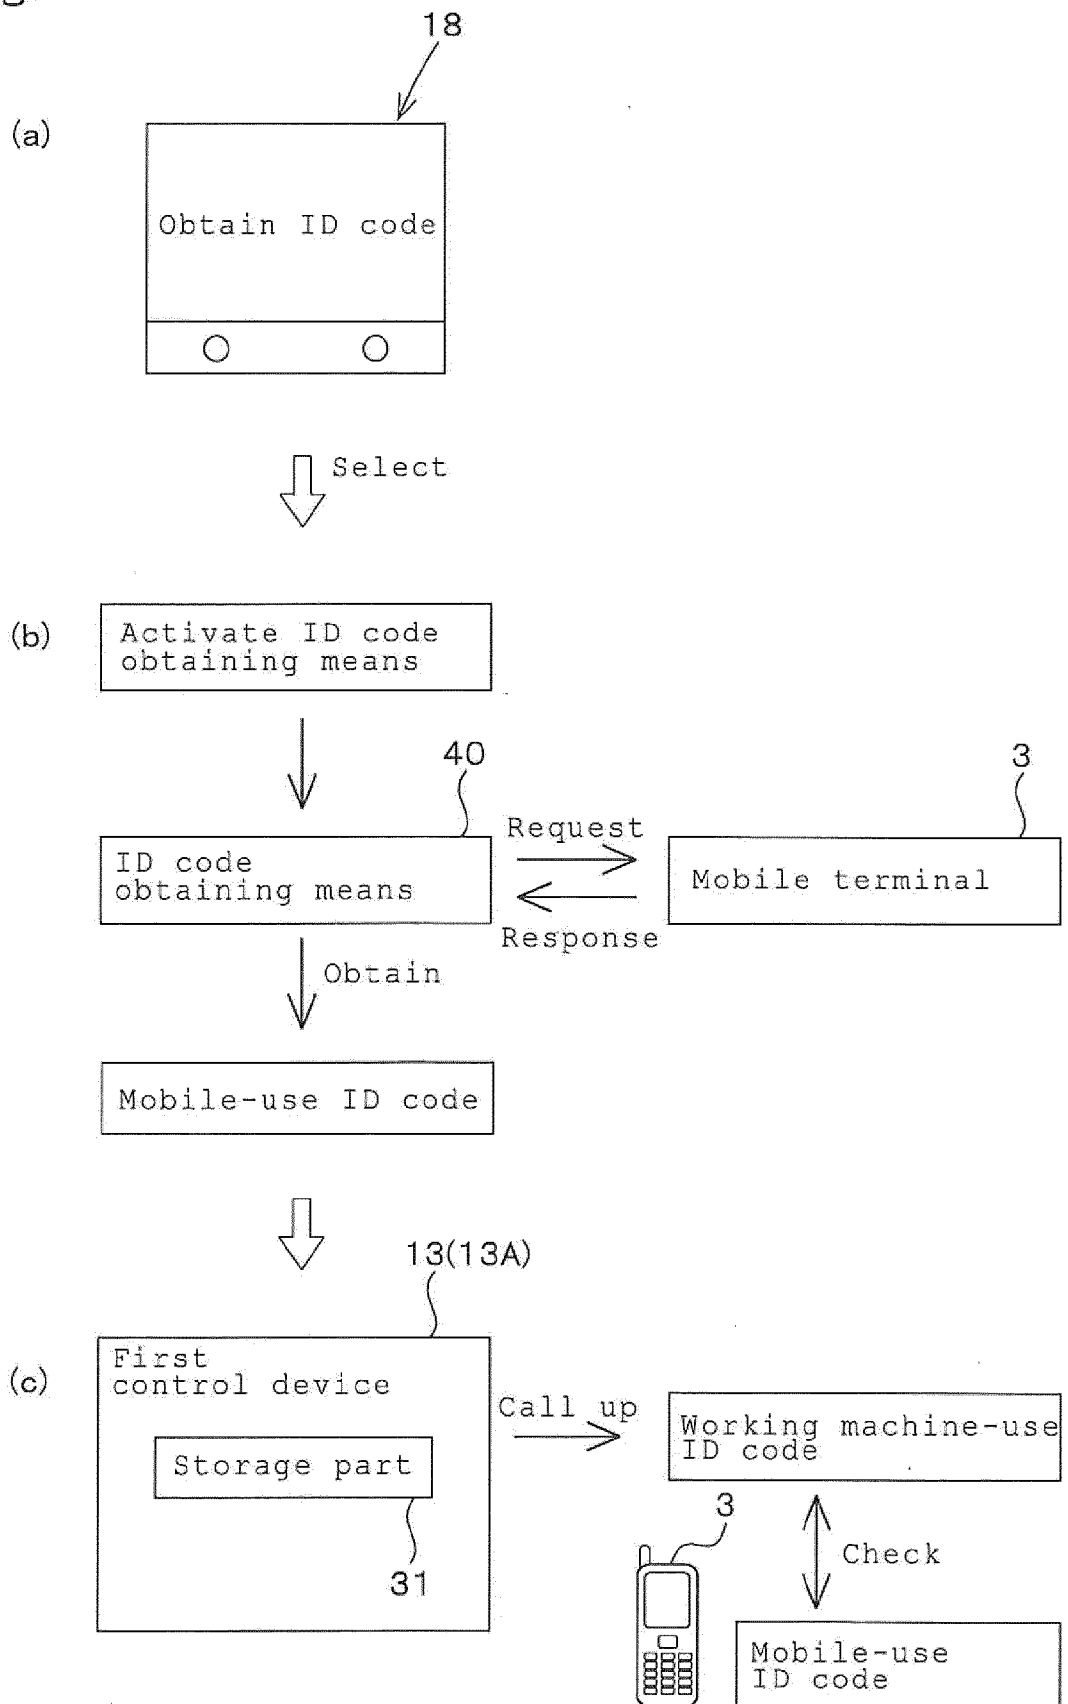 18
(a)
Obtain ID code
Select
(b)
Activate ID code
obtaining means
40
3
Request
ID code
obtaining means
Mobile terminal
Response
Obtain
Mobile-use ID code
13(13A)
(c)
First
control device
Call up
Working machine-use
ID code
Storage part
3
Check
31
Mobile-use
ID code